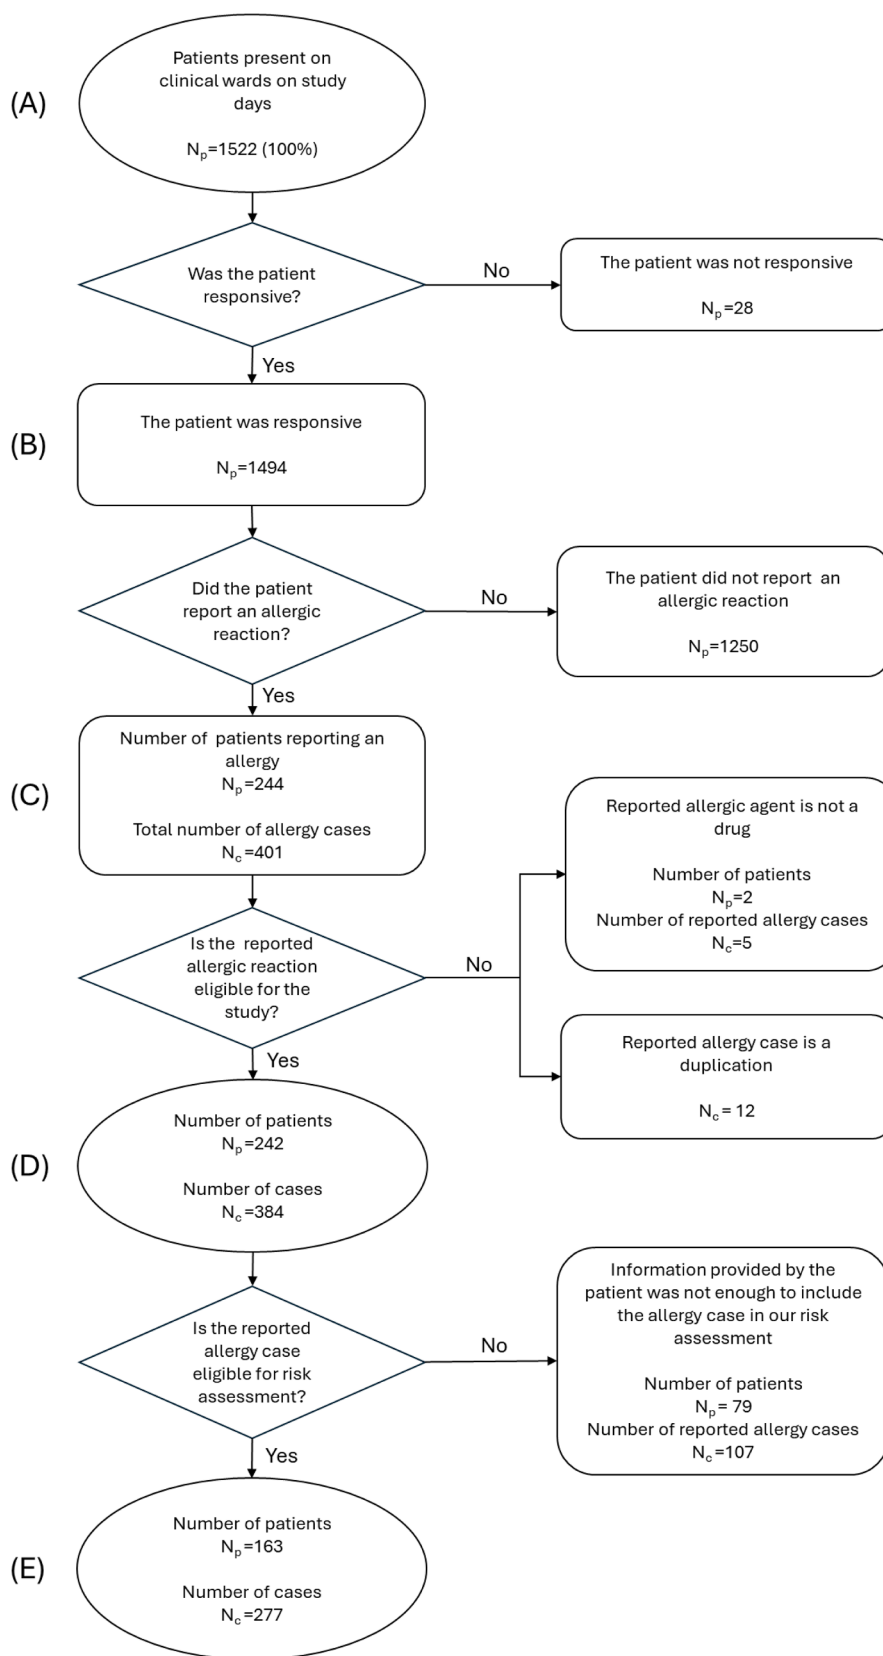 (A)
Patients present on
clinical wards on study
days
Np=1522 (100%)
Was the patient
responsive?
No
The patient was not responsive
Np=28
Yes
(B)
The patient was responsive
Np=1494
Did the patient
report an allergic
reaction?
No
The patient did not report an
allergic reaction
Np=1250
Yes
(C)
Number of patients reporting an
allergy
Np=244
Total number of allergy cases
Nc=401
Is the reported
allergic reaction
eligible for the
study?
No
Reported allergic agent is not a
drug
Number of patients
Np=2
Number of reported allergy cases
Nc=5
Reported allergy case is a
duplication
Nc= 12
Yes
(D)
Number of patients
Np=242
Number of cases
Nc=384
Is the reported
allergy case
eligible for risk
assessment?
No
Information provided by the
patient was not enough to include
the allergy case in our risk
assessment
Number of patients
Np= 79
Number of reported allergy cases
Nc=107
Yes
(E)
Number of patients
Np=163
Number of cases
Nc=277